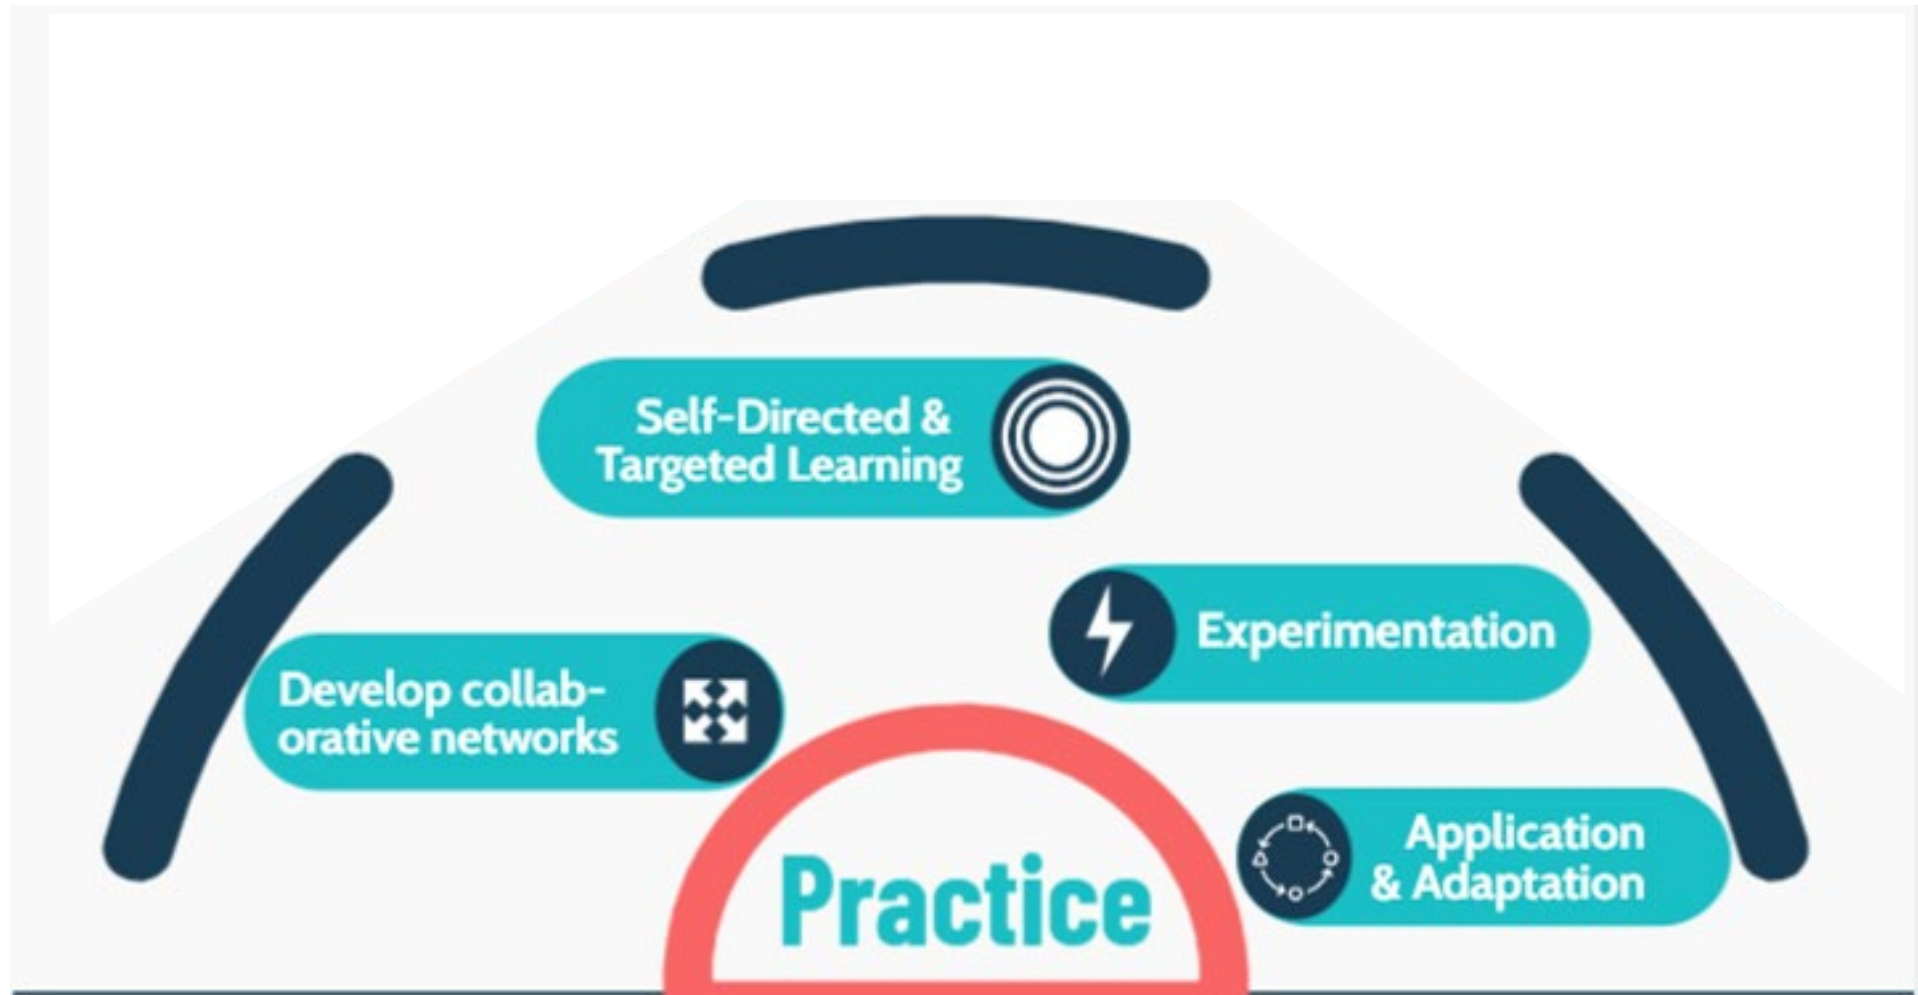 Self-Directed &
Targeted Learning
Experimentation
Develop collab-
orative networks
Application
& Adaptation
Practice